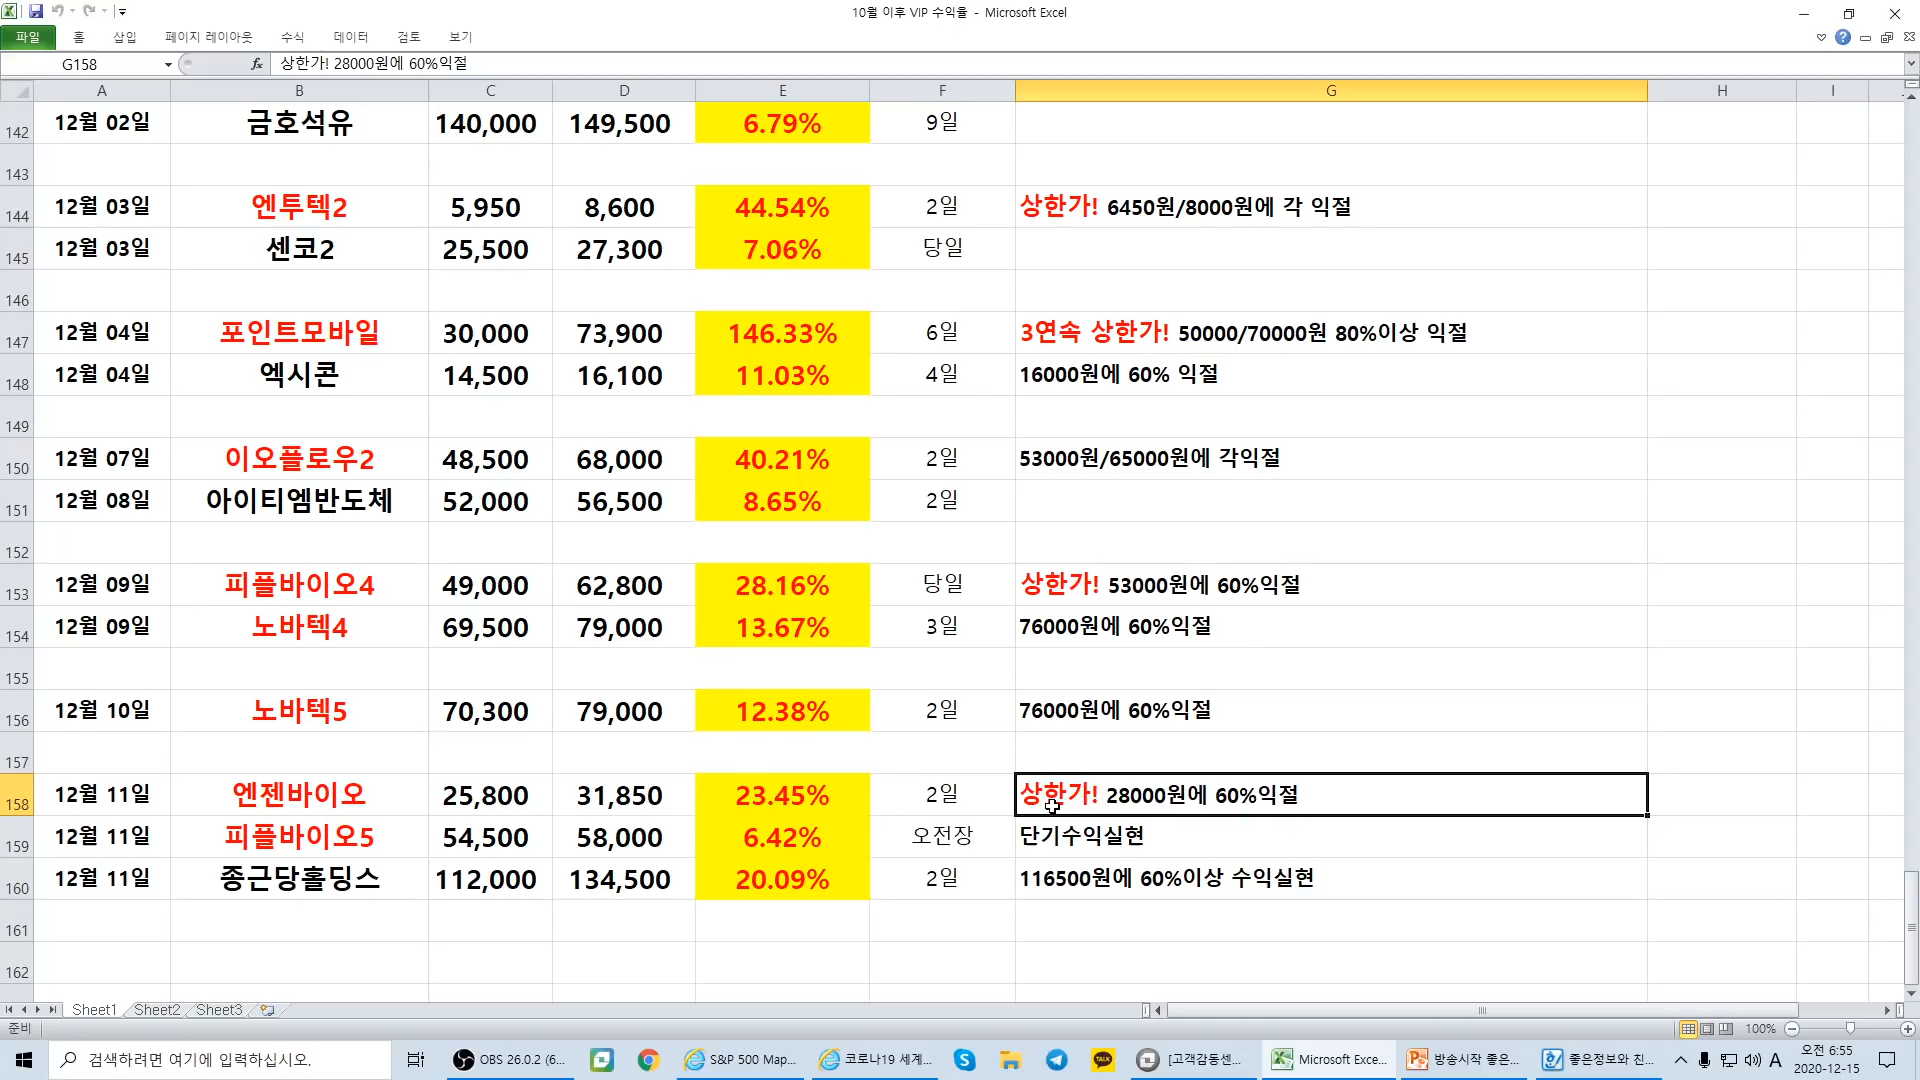 10월 이후 VIP 수익율 - Microsoft Excel
파일 홈 삽입 페이지 레이아웃 수식 데이터 검토 보기
G158 fx 상한가! 28000원에 60%익절
A B C D E F G H I
142 12월 02일 금호석유 140,000 149,500 6.79% 9일
143
144 12월 03일 엔투텍2 5,950 8,600 44.54% 2일 상한가! 6450원/8000원에 각 익절
145 12월 03일 센코2 25,500 27,300 7.06% 당일
146
147 12월 04일 포인트모바일 30,000 73,900 146.33% 6일 3연속 상한가! 50000/70000원 80%이상 익절
148 12월 04일 엑시콘 14,500 16,100 11.03% 4일 16000원에 60% 익절
149
150 12월 07일 이오플로우2 48,500 68,000 40.21% 2일 53000원/65000원에 각익절
151 12월 08일 아이티엠반도체 52,000 56,500 8.65% 2일
152
153 12월 09일 피플바이오4 49,000 62,800 28.16% 당일 상한가! 53000원에 60%익절
154 12월 09일 노바텍4 69,500 79,000 13.67% 3일 76000원에 60%익절
155
156 12월 10일 노바텍5 70,300 79,000 12.38% 2일 76000원에 60%익절
157
158 12월 11일 엔젠바이오 25,800 31,850 23.45% 2일 상한가! 28000원에 60%익절
159 12월 11일 피플바이오5 54,500 58,000 6.42% 오전장 단기수익실현
160 12월 11일 종근당홀딩스 112,000 134,500 20.09% 2일 116500원에 60%이상 수익실현
161
162
Sheet1 Sheet2 Sheet3
준비 100%
검색하려면 여기에 입력하십시오. OBS 26.0.2 (6... S&P 500 Map... 코로나19 세계... TALK [고객감동센... Microsoft Exce... 방송시작 좋은... 좋은정보와 친... A 오전 6:55
2020-12-15